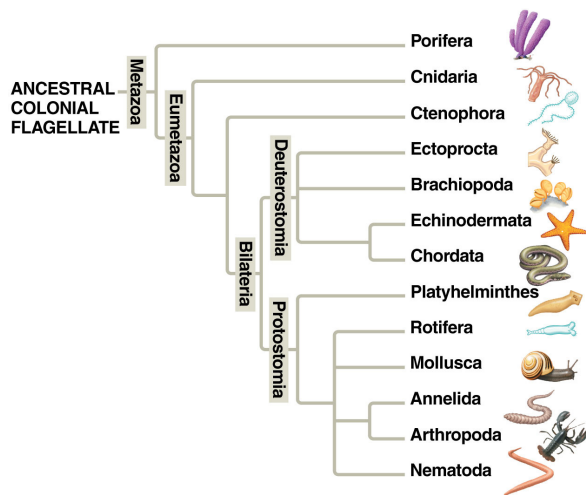 Porifera
Metazoa
Cnidaria
ANCESTRAL
COLONIAL
FLAGELLATE
Eumetazoa
Ctenophora
Deuterostomia
Ectoprocta
Brachiopoda
Echinodermata
Chordata
Bilateria
Protostomia
Platyhelminthes
Rotifera
Mollusca
Annelida
Arthropoda
Nematoda